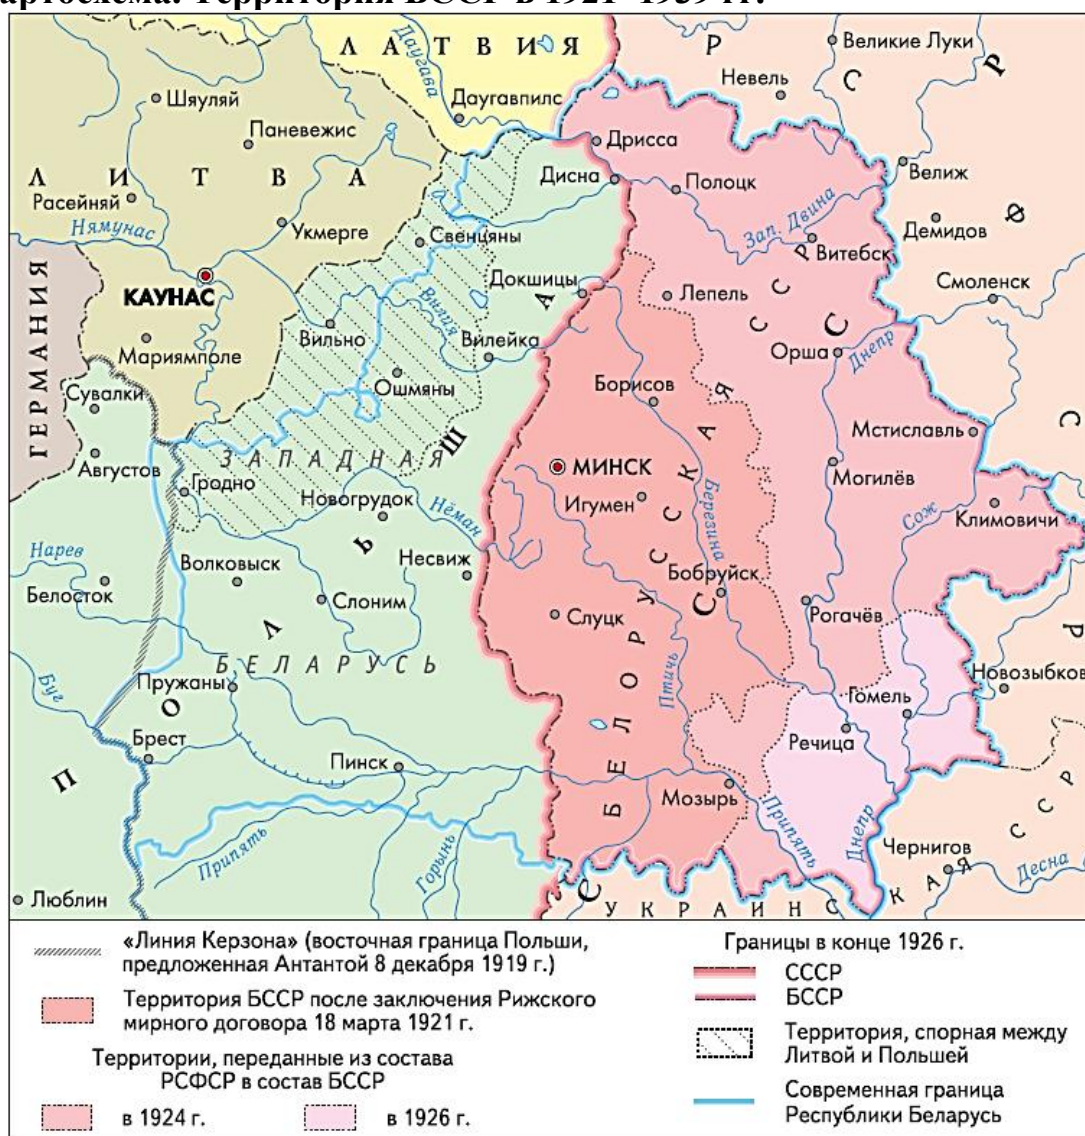 Картосхема. Территория БССР в 1921–1939 гг.
ЛАТВИЯ
Даугава
РСФСР
Великие Луки
Невель
Шяуляй
Даугавпилс
Паневежис
Дрисса
ЛИТВА
Велиж
Дисна
Полоцк
Расейняй
Нямунас
Укмерге
Зап. Двина
Демидов
Свенцяны
Витебск
ГЕРМАНИЯ
КАУНАС
Докшицы
Лепель
Смоленск
Вилия
Вильно
Вилейка
Орша
Днепр
Мариямполе
Ошмяны
Борисов
Сувалки
Мстиславль
ЗАПАДНАЯ
МИНСК
Августов
Могилёв
Гродно
Новогрудок
Игумен
Березина
Неман
Сож
Климовичи
Нарев
Волковыск
Несвиж
Бобруйск
Белосток
Слоним
Слуцк
Рогачёв
БЕЛАРУСЬ
Птичь
Новозыбков
Буг
Пружаны
Гомель
Брест
Речица
ПОЛЬША
Пинск
БЕЛОРУССКАЯ ССР
СССР
Мозырь
Припять
Днепр
Припять
Горынь
Чернигов
Десна
Люблин
УКРАИНСКАЯ ССР
«Линия Керзона» (восточная граница Польши,
предложенная Антантой 8 декабря 1919 г.)
Территория БССР после заключения Рижского
мирного договора 18 марта 1921 г.
Территории, переданные из состава
РСФСР в состав БССР
в 1924 г.
в 1926 г.
Границы в конце 1926 г.
СССР
БССР
Территория, спорная между
Литвой и Польшей
Современная граница
Республики Беларусь